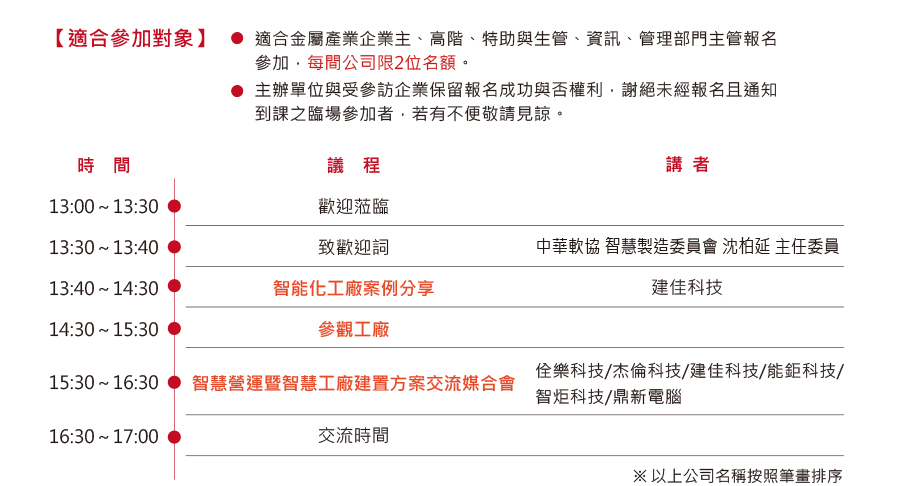 【適合參加對象】
● 適合金屬產業企業主、高階、特助與生管、資訊、管理部門主管報名
參加，每間公司限2位名額。
● 主辦單位與受參訪企業保留報名成功與否權利，謝絕未經報名且通知
到課之臨場參加者，若有不便敬請見諒。
時 間 議 程 講 者
13:00～13:30 歡迎蒞臨
13:30～13:40 致歡迎詞 中華軟協 智慧製造委員會 沈柏延 主任委員
13:40～14:30 智能化工廠案例分享 建佳科技
14:30～15:30 參觀工廠
15:30～16:30 智慧營運暨智慧工廠建置方案交流媒合會 佺樂科技/杰倫科技/建佳科技/能鉅科技/
智炬科技/鼎新電腦
16:30～17:00 交流時間
※ 以上公司名稱按照筆畫排序